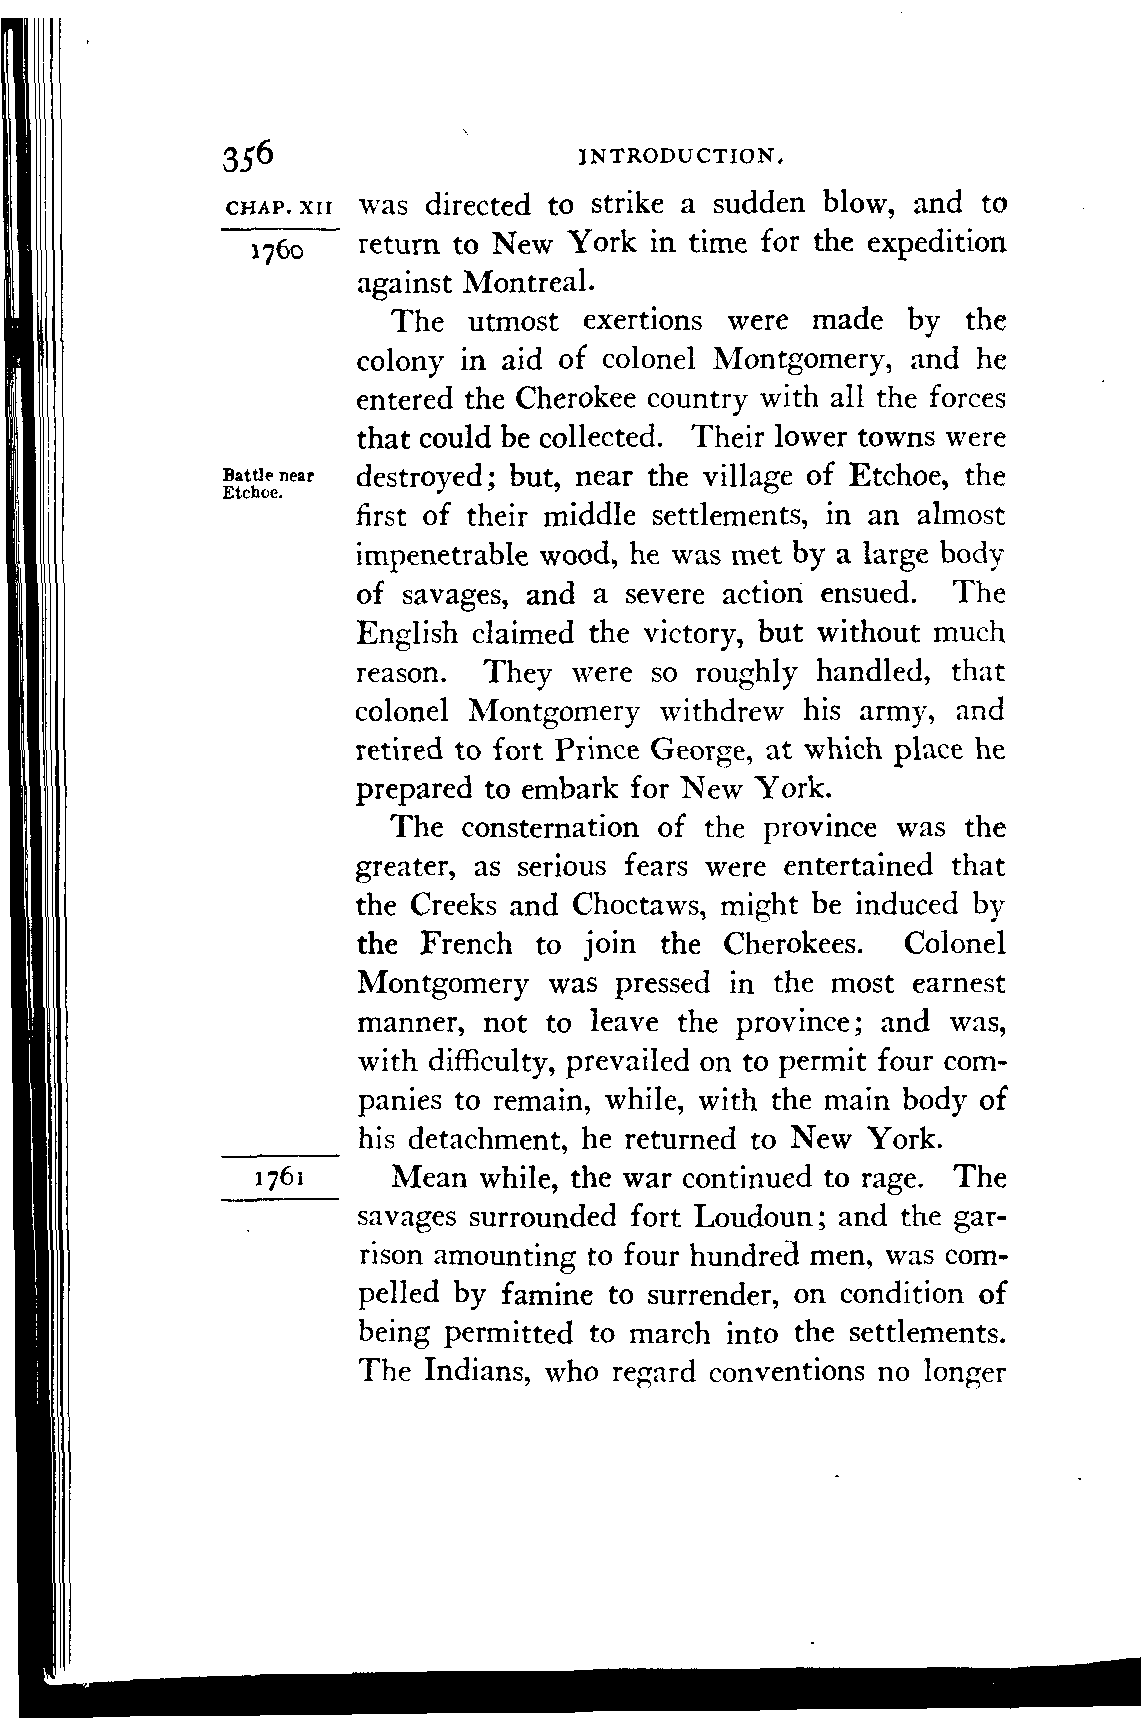 356 INTRODUCTION.
CHAP. XII was directed to strike a sudden blow, and to
1760 return to New York in time for the expedition
against Montreal.
The utmost exertions were made by the
colony in aid of colonel Montgomery, and he
entered the Cherokee country with all the forces
that could be collected. Their lower towns were
Battle near destroyed; but, near the village of Etchoe, the
Etchoe.
first of their middle settlements, in an almost
impenetrable wood, he was met by a large body
of savages, and a severe action ensued. The
English claimed the victory, but without much
reason. They were so roughly handled, that
colonel Montgomery withdrew his army, and
retired to fort Prince George, at which place he
prepared to embark for New York.
The consternation of the province was the
greater, as serious fears were entertained that
the Creeks and Choctaws, might be induced by
the French to join the Cherokees. Colonel
Montgomery was pressed in the most earnest
manner, not to leave the province; and was,
with difficulty, prevailed on to permit four com-
panies to remain, while, with the main body of
his detachment, he returned to New York.
1761 Mean while, the war continued to rage. The
savages surrounded fort Loudoun; and the gar-
rison amounting to four hundred men, was com-
pelled by famine to surrender, on condition of
being permitted to march into the settlements.
The Indians, who regard conventions no longer